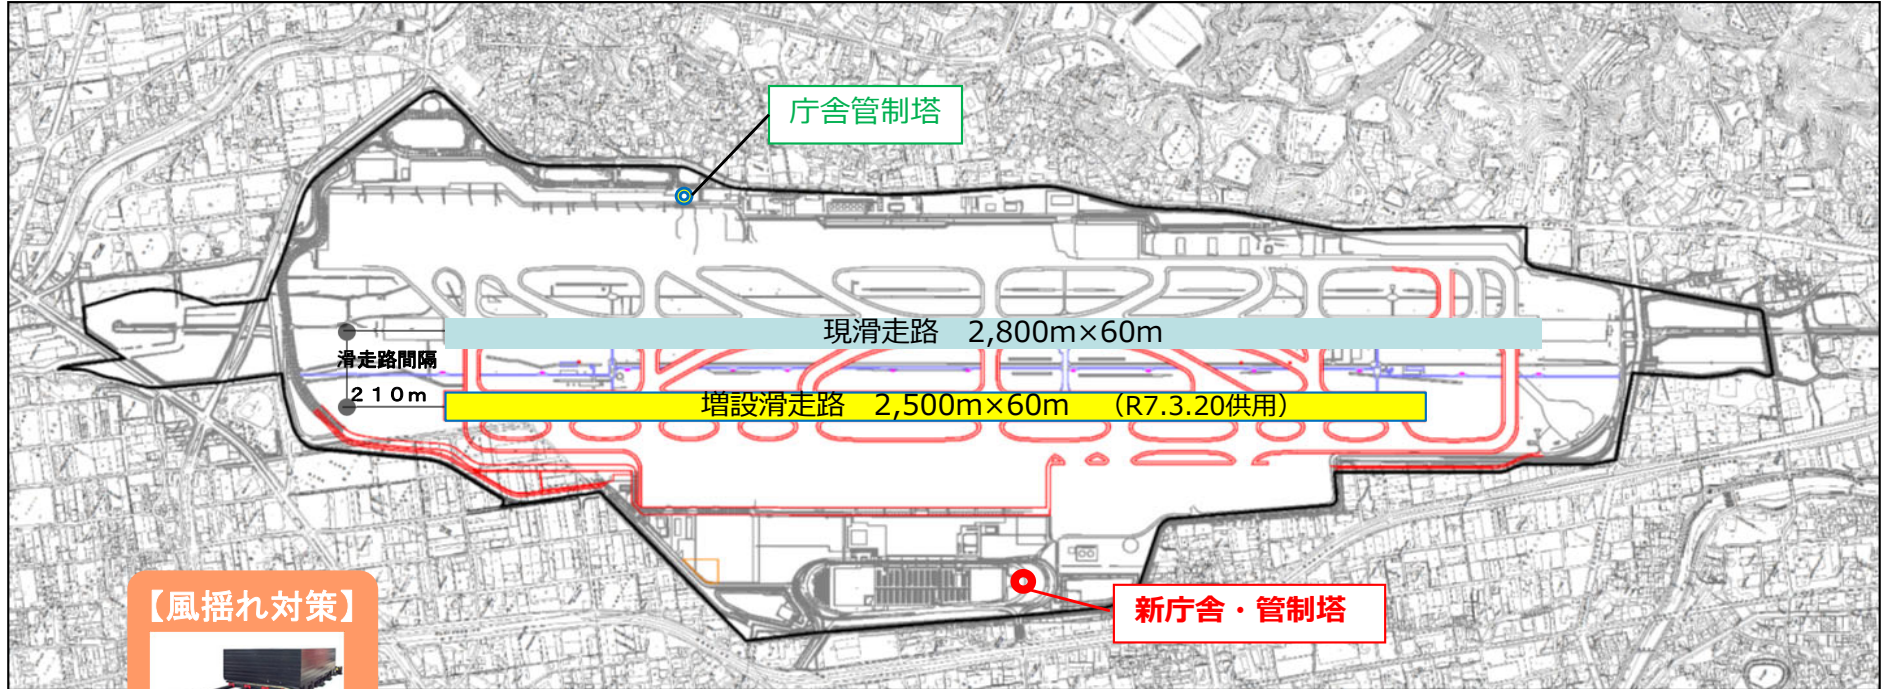 庁舎管制塔
現滑走路　2,800m×60m
滑走路間隔
２１０ｍ
増設滑走路　2,500m×60m　（R7.3.20供用）
【風揺れ対策】
新庁舎・管制塔